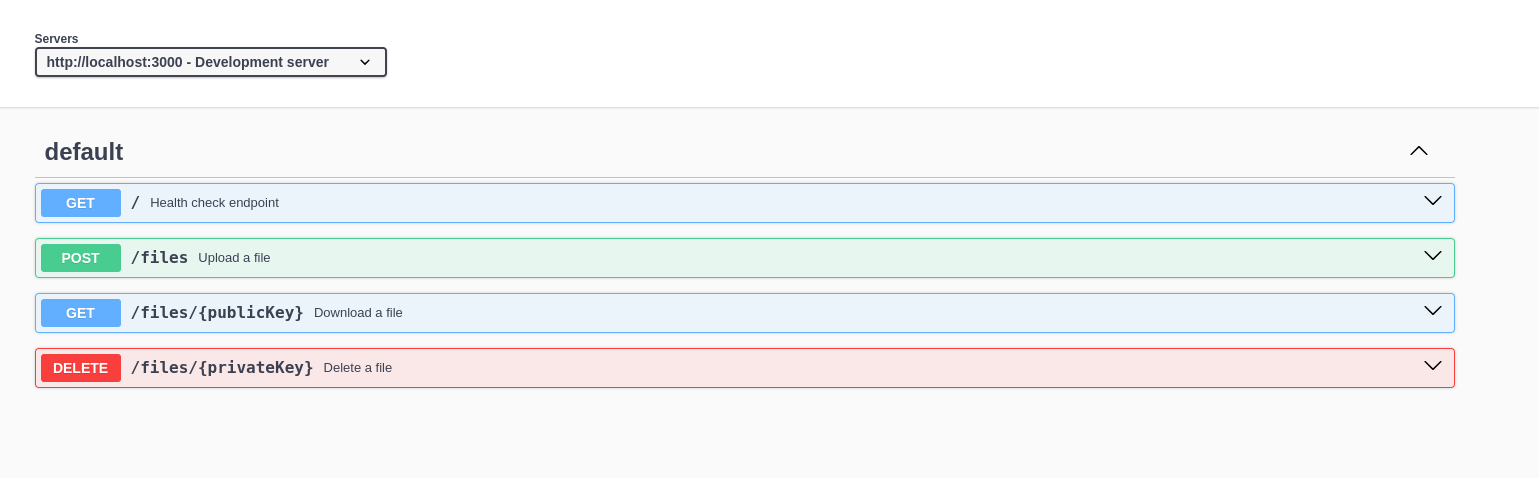 Servers
http://localhost:3000 - Development server
default
GET / Health check endpoint
POST /files Upload a file
GET /files/{publicKey} Download a file
DELETE /files/{privateKey} Delete a file